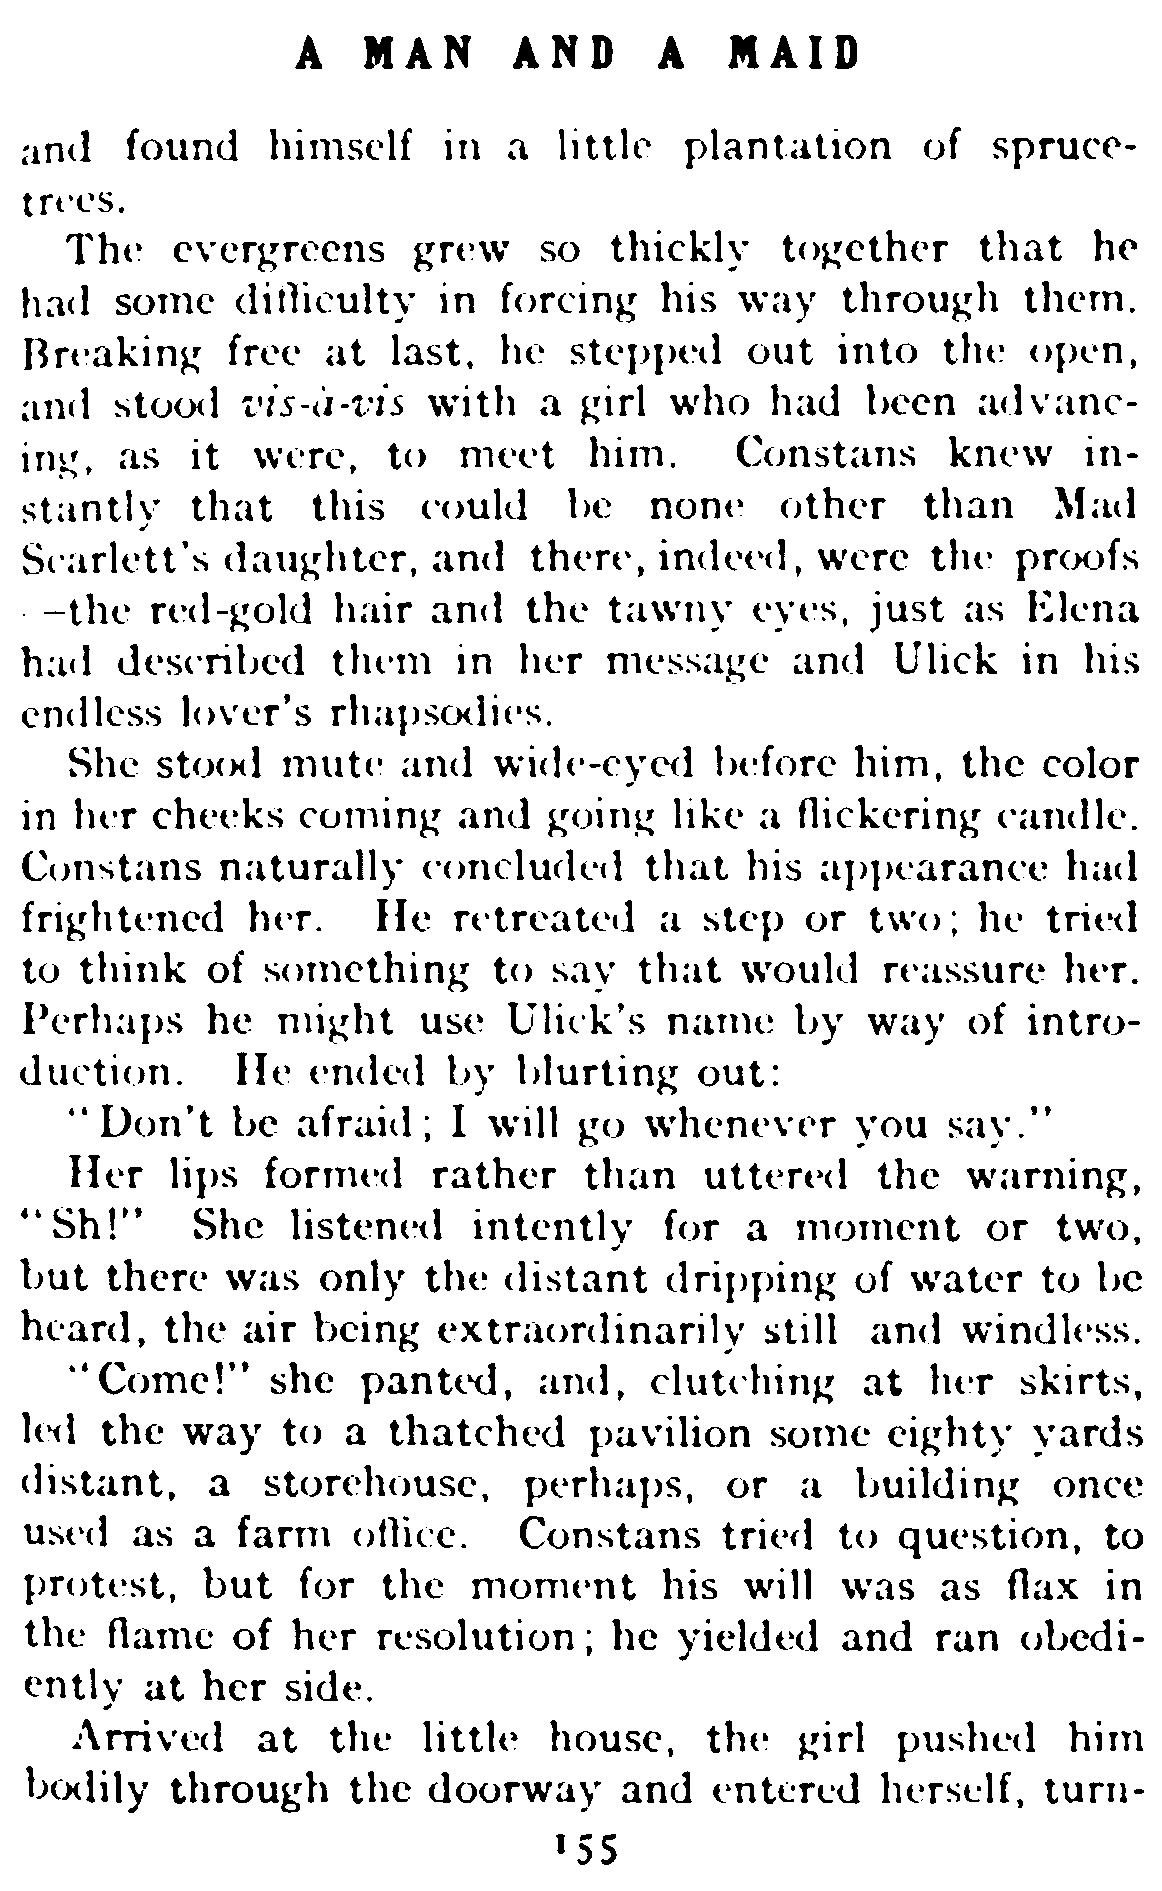 A MAN AND A MAID
and found himself in a little plantation of spruce-
trees.
The evergreens grew so thickly together that he
had some difficulty in forcing his way through them.
Breaking free at last, he stepped out into the open,
and stood vis-à-vis with a girl who had been advanc-
ing, as it were, to meet him. Constans knew in-
stantly that this could be none other than Mad
Scarlett's daughter, and there, indeed, were the proofs
—the red-gold hair and the tawny eyes, just as Elena
had described them in her message and Ulick in his
endless lover's rhapsodies.
She stood mute and wide-eyed before him, the color
in her cheeks coming and going like a flickering candle.
Constans naturally concluded that his appearance had
frightened her. He retreated a step or two; he tried
to think of something to say that would reassure her.
Perhaps he might use Ulick's name by way of intro-
duction. He ended by blurting out:
"Don't be afraid; I will go whenever you say."
Her lips formed rather than uttered the warning,
"Sh!" She listened intently for a moment or two,
but there was only the distant dripping of water to be
heard, the air being extraordinarily still and windless.
"Come!" she panted, and, clutching at her skirts,
led the way to a thatched pavilion some eighty yards
distant, a storehouse, perhaps, or a building once
used as a farm office. Constans tried to question, to
protest, but for the moment his will was as flax in
the flame of her resolution; he yielded and ran obedi-
ently at her side.
Arrived at the little house, the girl pushed him
bodily through the doorway and entered herself, turn-
155